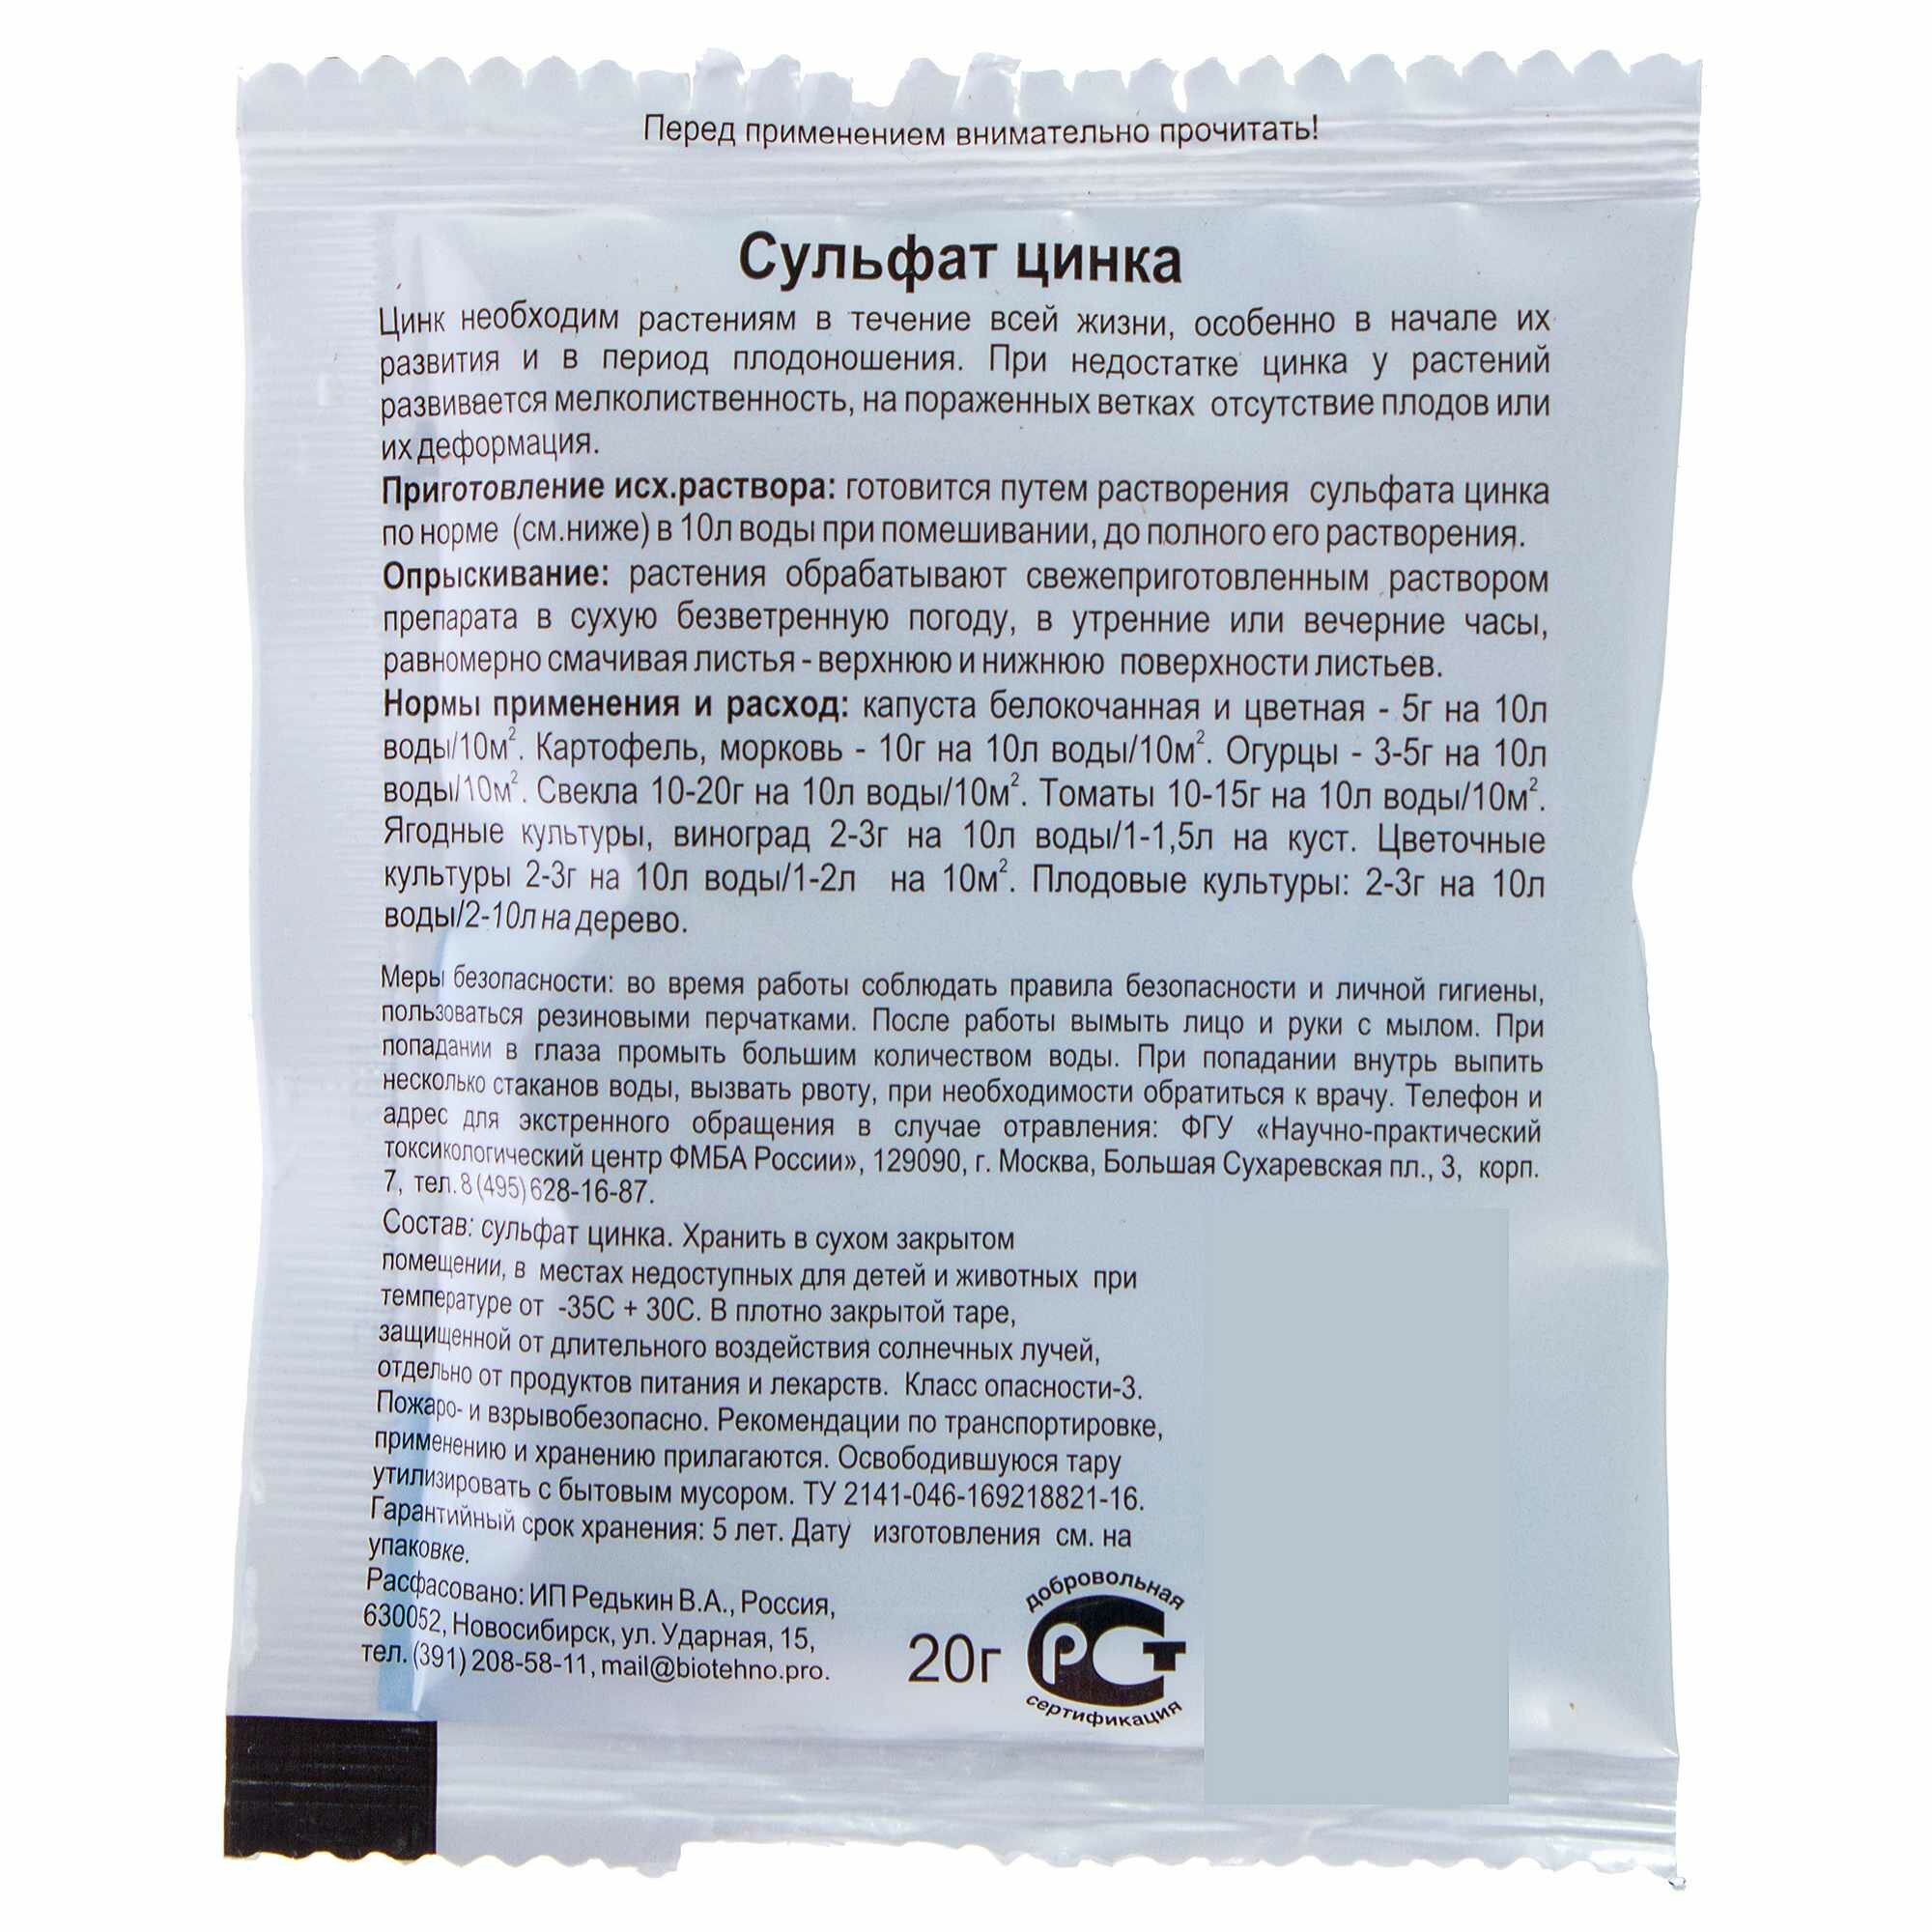 Перед применением внимательно прочитать!
Сульфат цинка
Цинк необходим растениям в течение всей жизни, особенно в начале их
развития и в период плодоношения. При недостатке цинка у растений
развивается мелколиственность, на пораженных ветках отсутствие плодов или
их деформация.
Приготовление исх.раствора: готовится путем растворения сульфата цинка
по норме (см.ниже) в 10л воды при помешивании, до полного его растворения.
Опрыскивание: растения обрабатывают свежеприготовленным раствором
препарата в сухую безветренную погоду, в утренние или вечерние часы,
равномерно смачивая листья - верхнюю и нижнюю поверхности листьев.
Нормы применения и расход: капуста белокочанная и цветная - 5г на 10л
воды/10м². Картофель, морковь - 10г на 10л воды/10м². Огурцы - 3-5г на 10л
воды/10м². Свекла 10-20г на 10л воды/10м². Томаты 10-15г на 10л воды/10м².
Ягодные культуры, виноград 2-3г на 10л воды/1-1,5л на куст. Цветочные
культуры 2-3г на 10л воды/1-2л на 10м². Плодовые культуры: 2-3г на 10л
воды/2-10л на дерево.
Меры безопасности: во время работы соблюдать правила безопасности и личной гигиены,
пользоваться резиновыми перчатками. После работы вымыть лицо и руки с мылом. При
попадании в глаза промыть большим количеством воды. При попадании внутрь выпить
несколько стаканов воды, вызвать рвоту, при необходимости обратиться к врачу. Телефон и
адрес для экстренного обращения в случае отравления: ФГУ «Научно-практический
токсикологический центр ФМБА России», 129090, г. Москва, Большая Сухаревская пл., 3, корп.
7, тел.8(495)628-16-87.
Состав: сульфат цинка. Хранить в сухом закрытом
помещении, в местах недоступных для детей и животных при
температуре от -35С + 30С. В плотно закрытой таре,
защищенной от длительного воздействия солнечных лучей,
отдельно от продуктов питания и лекарств. Класс опасности-3.
Пожаро- и взрывобезопасно. Рекомендации по транспортировке,
применению и хранению прилагаются. Освободившуюся тару
утилизировать с бытовым мусором. ТУ 2141-046-169218821-16.
Гарантийный срок хранения: 5 лет. Дату изготовления см. на
упаковке.
Расфасовано: ИП Редькин В.А., Россия,
630052, Новосибирск, ул. Ударная, 15,
тел. (391) 208-58-11, mail@biotehno.pro.
20г
добровольная
РСТ
сертификация